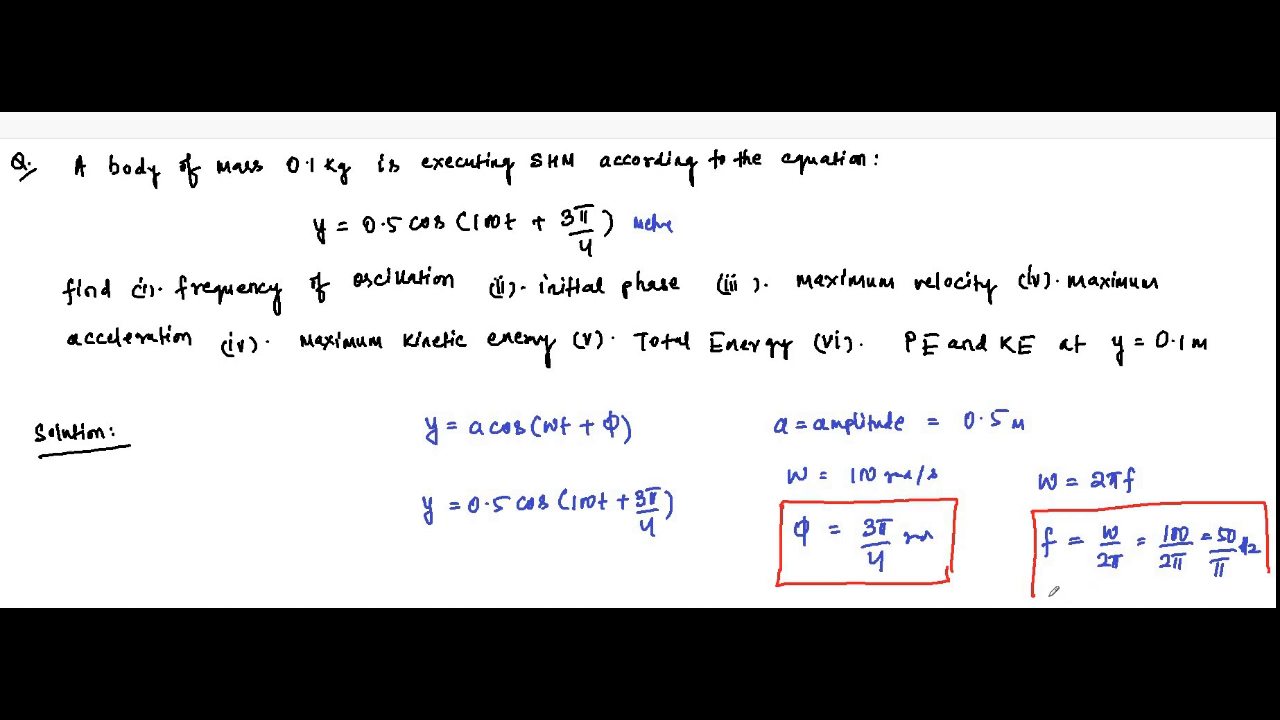 Q. A body of mass 0.1 kg is executing SHM according to the equation:
y = 0.5 cos (100t + 3π/4) metre
find (i). frequency of oscillation (ii). initial phase (iii). maximum velocity (iv). maximum
acceleration (iv). maximum kinetic energy (v). Total Energy (vi). PE and KE at y = 0.1 m
Solution:
y = a cos (wt + ϕ)
y = 0.5 cos (100t + 3π/4)
a = amplitude = 0.5 m
w = 100 rad/s
ϕ = 3π/4 rad
w = 2πf
f = w/2π = 100/2π = 50/π Hz